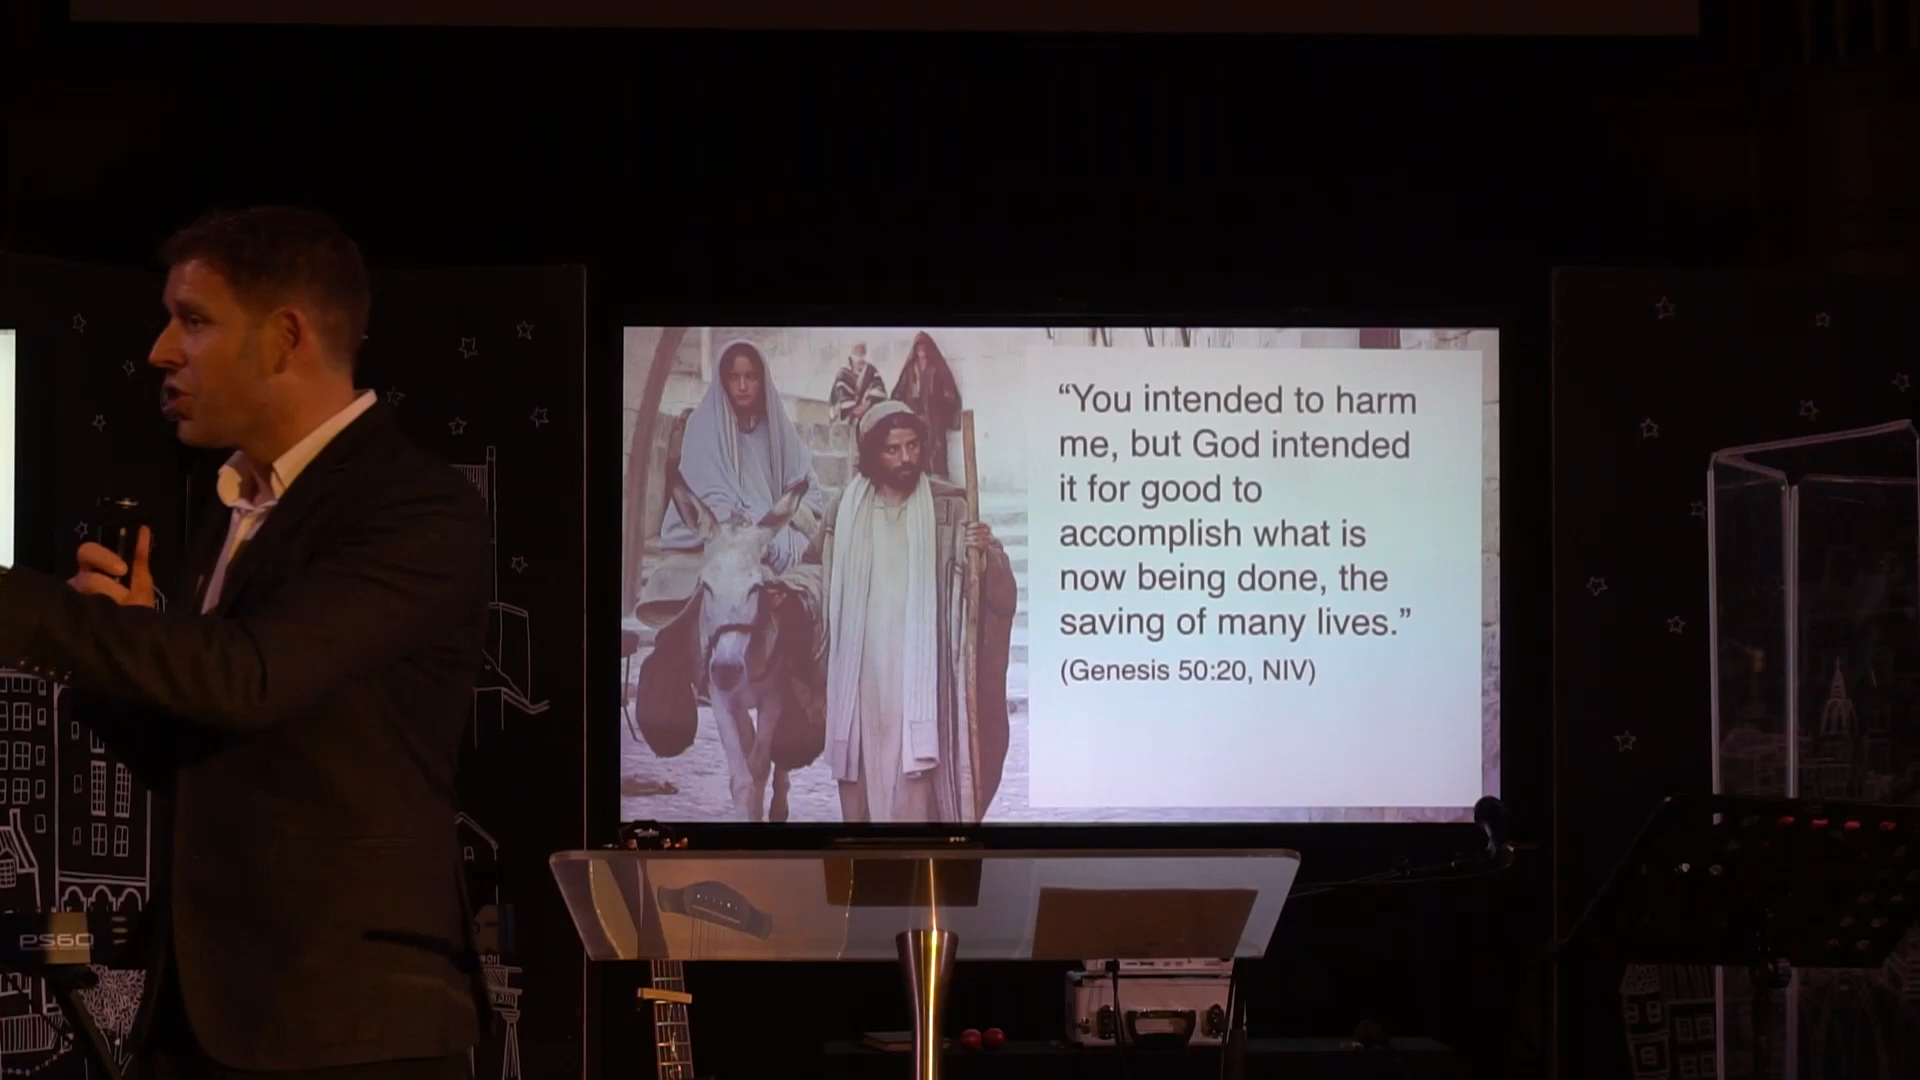 “You intended to harm
me, but God intended
it for good to
accomplish what is
now being done, the
saving of many lives.”
(Genesis 50:20, NIV)
PS60